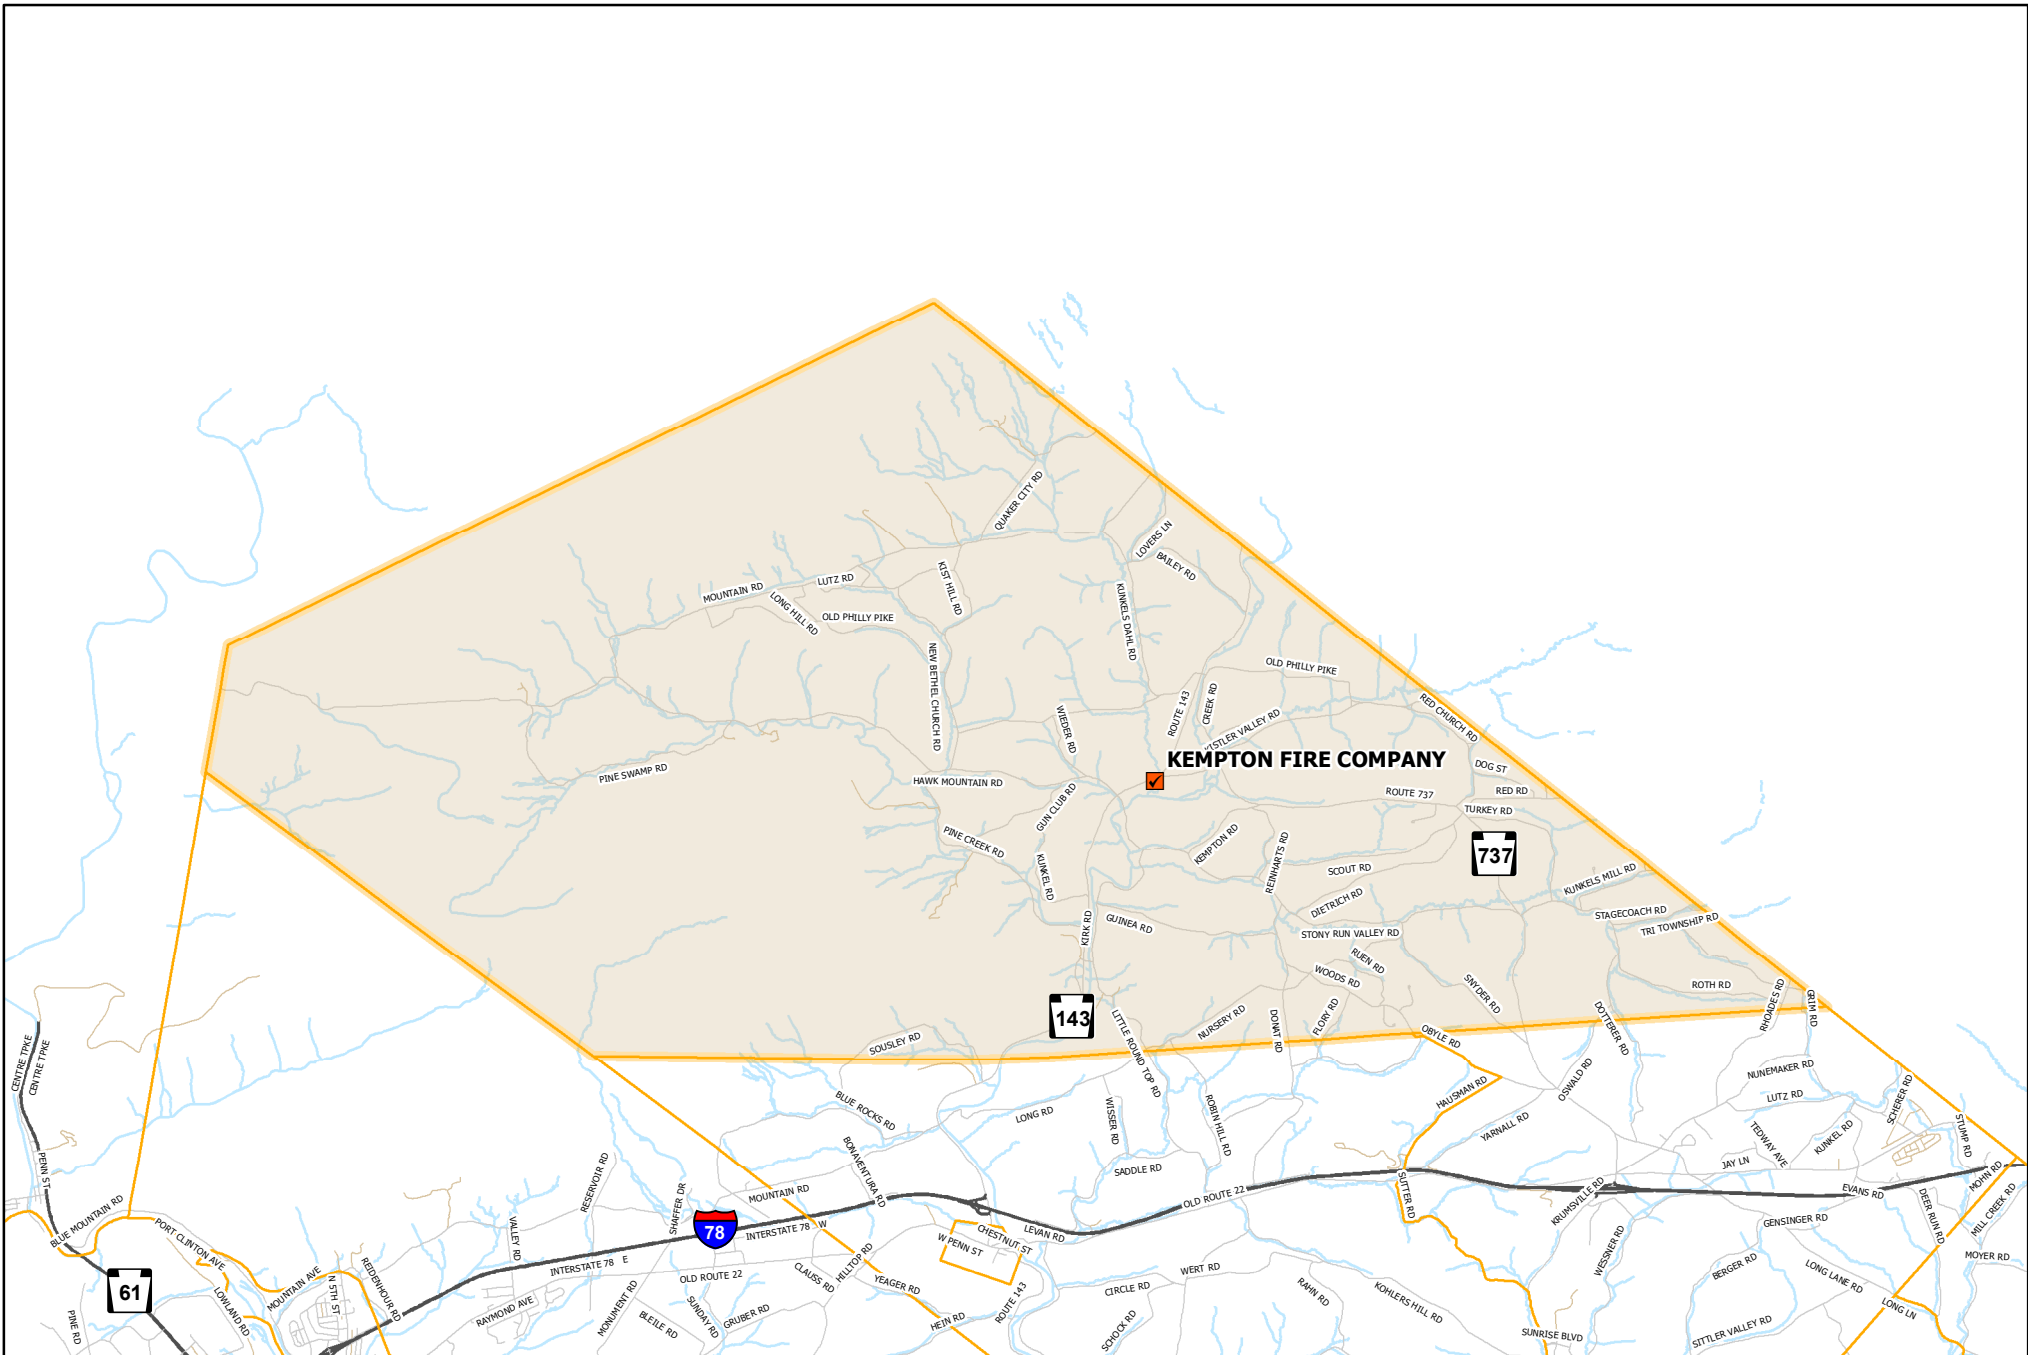 QUAKER CITY RD
LOVERS LN
BAILEY RD
KIST HILL RD
MOUNTAIN RD
LUTZ RD
LONG HILL RD
OLD PHILLY PIKE
KUNKELS DAHL RD
NEW BETHEL CHURCH RD
OLD PHILLY PIKE
ROUTE 143
CREEK RD
WIEDER RD
KISTLER VALLEY RD
RED CHURCH RD
KEMPTON FIRE COMPANY
DOG ST
PINE SWAMP RD
HAWK MOUNTAIN RD
GUN CLUB RD
ROUTE 737
RED RD
TURKEY RD
PINE CREEK RD
KEMPTON RD
737
REINHARTS RD
SCOUT RD
KUNKEL RD
KUNKELS MILL RD
DIETRICH RD
STAGECOACH RD
TRI TOWNSHIP RD
KIRK RD
GUINEA RD
STONY RUN VALLEY RD
RUEN RD
WOODS RD
SNYDER RD
ROTH RD
RHOADES RD
GRIM RD
143
LITTLE ROUND TOP RD
NURSERY RD
DONAT RD
FLORY RD
DOTTERER RD
SOUSLEY RD
OBYLE RD
CENTRE TPKE
CENTRE TPKE
OSWALD RD
NUNEMAKER RD
HAUSMAN RD
LUTZ RD
SCHERER RD
BLUE ROCKS RD
LONG RD
WISSER RD
ROBIN HILL RD
YARNALL RD
TEDWAY AVE
KUNKEL RD
STUMP RD
PENN ST
RESERVOIR RD
BONAVENTURA RD
SADDLE RD
JAY LN
MOHN RD
BLUE MOUNTAIN RD
SHAFFER DR
MOUNTAIN RD
OLD ROUTE 22
SUTTER RD
KRUMSVILLE RD
EVANS RD
DEER RUN RD
MILL CREEK RD
PORT CLINTON AVE
VALLEY RD
78
INTERSTATE 78 W
LEVAN RD
CHESTNUT ST
W PENN ST
GENSINGER RD
WESSNER RD
MOYER RD
INTERSTATE 78 E
OLD ROUTE 22
CLAUSS RD
HILLTOP RD
YEAGER RD
WERT RD
CIRCLE RD
BERGER RD
LONG LANE RD
61
MOUNTAIN AVE
REIDENHOUR RD
N 5TH ST
LOWLAND RD
PINE RD
RAYMOND AVE
MONUMENT RD
BLEILE RD
SUNDAY RD
GRUBER RD
HEIN RD
ROUTE 143
SCHOCK RD
RAHN RD
KOHLERS HILL RD
SUNRISE BLVD
SITTLER VALLEY RD
LONG LN